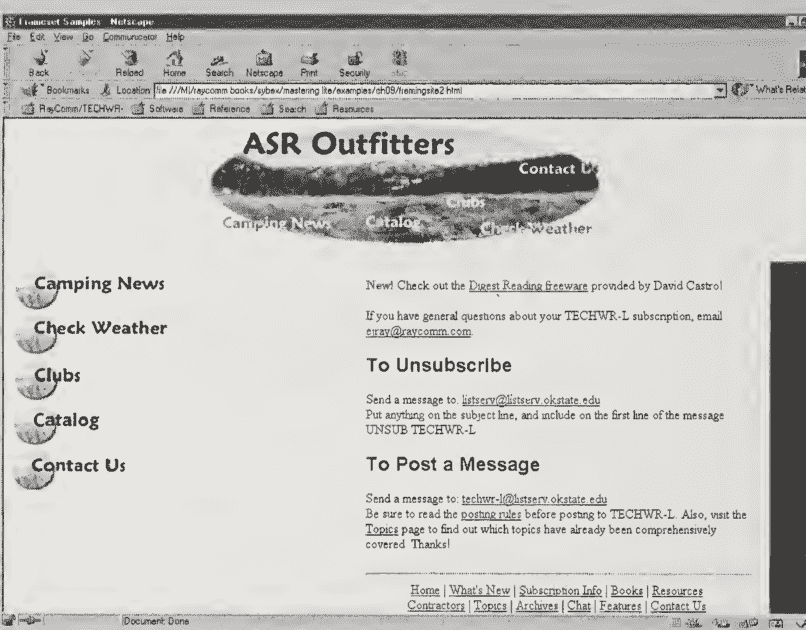 Frameset Samples - Netscape
File Edit View Go Communicator Help
Back Reload Home Search Netscape Print Security
Bookmarks Location: file:///M|/raycomm books/sybex/mastering lite/examples/ch09/framingsite2.html What's Relat
RayComm/TECHWR- Software Reference Search Resources
ASR Outfitters
Contact Us
Clubs
Camping News Catalog Check Weather
Camping News
Check Weather
Clubs
Catalog
Contact Us
New! Check out the Digest Reading freeware provided by David Castro!
If you have general questions about your TECHWR-L subscription, email
ejray@raycomm.com.
To Unsubscribe
Send a message to: listserv@listserv.okstate.edu
Put anything on the subject line, and include on the first line of the message
UNSUB TECHWR-L
To Post a Message
Send a message to: techwr-l@listserv.okstate.edu
Be sure to read the posting rules before posting to TECHWR-L. Also, visit the
Topics page to find out which topics have already been comprehensively
covered. Thanks!
Home | What's New | Subscription Info | Books | Resources
Contractors | Topics | Archives | Chat | Features | Contact Us
Document: Done